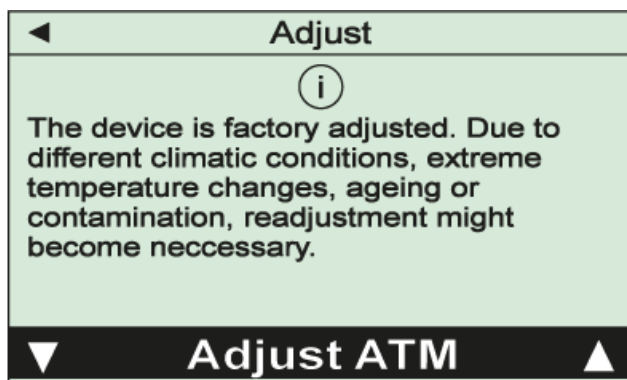 Adjust
i
The device is factory adjusted. Due to
different climatic conditions, extreme
temperature changes, ageing or
contamination, readjustment might
become neccessary.
Adjust ATM